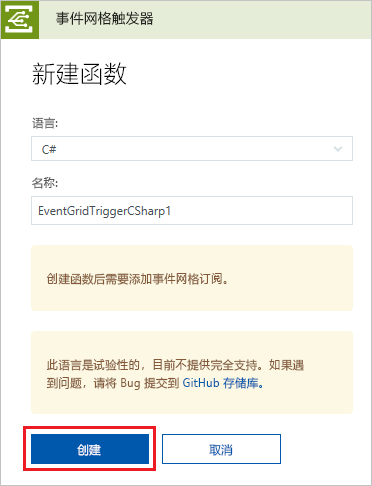 事件网格触发器
新建函数
语言:
C#
名称:
EventGridTriggerCSharp1
创建函数后需要添加事件网格订阅。
此语言是试验性的，目前不提供完全支持。如果遇
到问题，请将 Bug 提交到 GitHub 存储库。
创建
取消